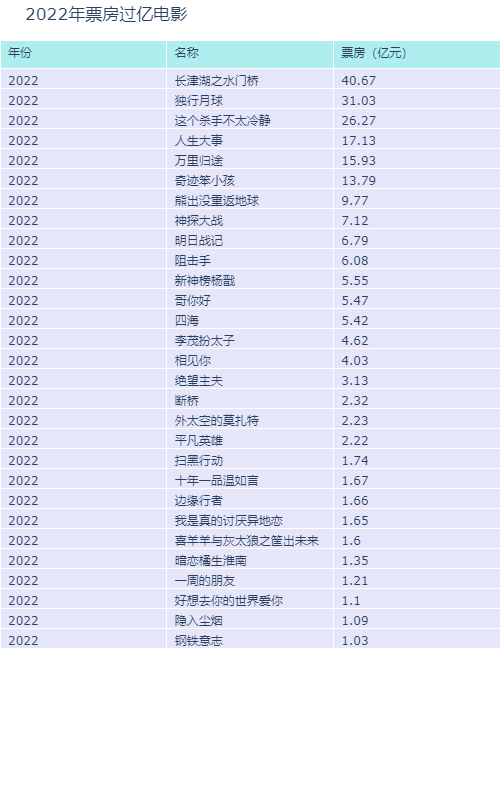 2022年票房过亿电影
年份 名称 票房（亿元）
2022 长津湖之水门桥 40.67
2022 独行月球 31.03
2022 这个杀手不太冷静 26.27
2022 人生大事 17.13
2022 万里归途 15.93
2022 奇迹笨小孩 13.79
2022 熊出没重返地球 9.77
2022 神探大战 7.12
2022 明日战记 6.79
2022 阻击手 6.08
2022 新神榜杨戬 5.55
2022 哥你好 5.47
2022 四海 5.42
2022 李茂扮太子 4.62
2022 相见你 4.03
2022 绝望主夫 3.13
2022 断桥 2.32
2022 外太空的莫扎特 2.23
2022 平凡英雄 2.22
2022 扫黑行动 1.74
2022 十年一品温如言 1.67
2022 边缘行者 1.66
2022 我是真的讨厌异地恋 1.65
2022 喜羊羊与灰太狼之筐出未来 1.6
2022 暗恋橘生淮南 1.35
2022 一周的朋友 1.21
2022 好想去你的世界爱你 1.1
2022 隐入尘烟 1.09
2022 钢铁意志 1.03